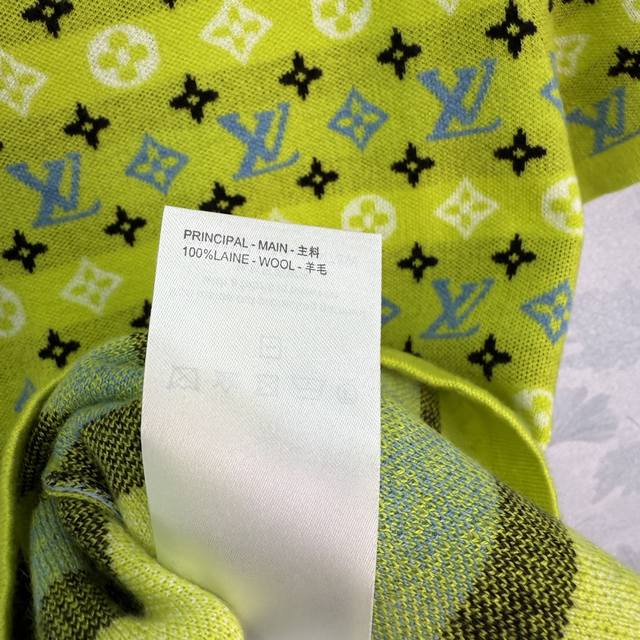 PRINCIPAL - MAIN - 主料
100%LAINE - WOOL - 羊毛